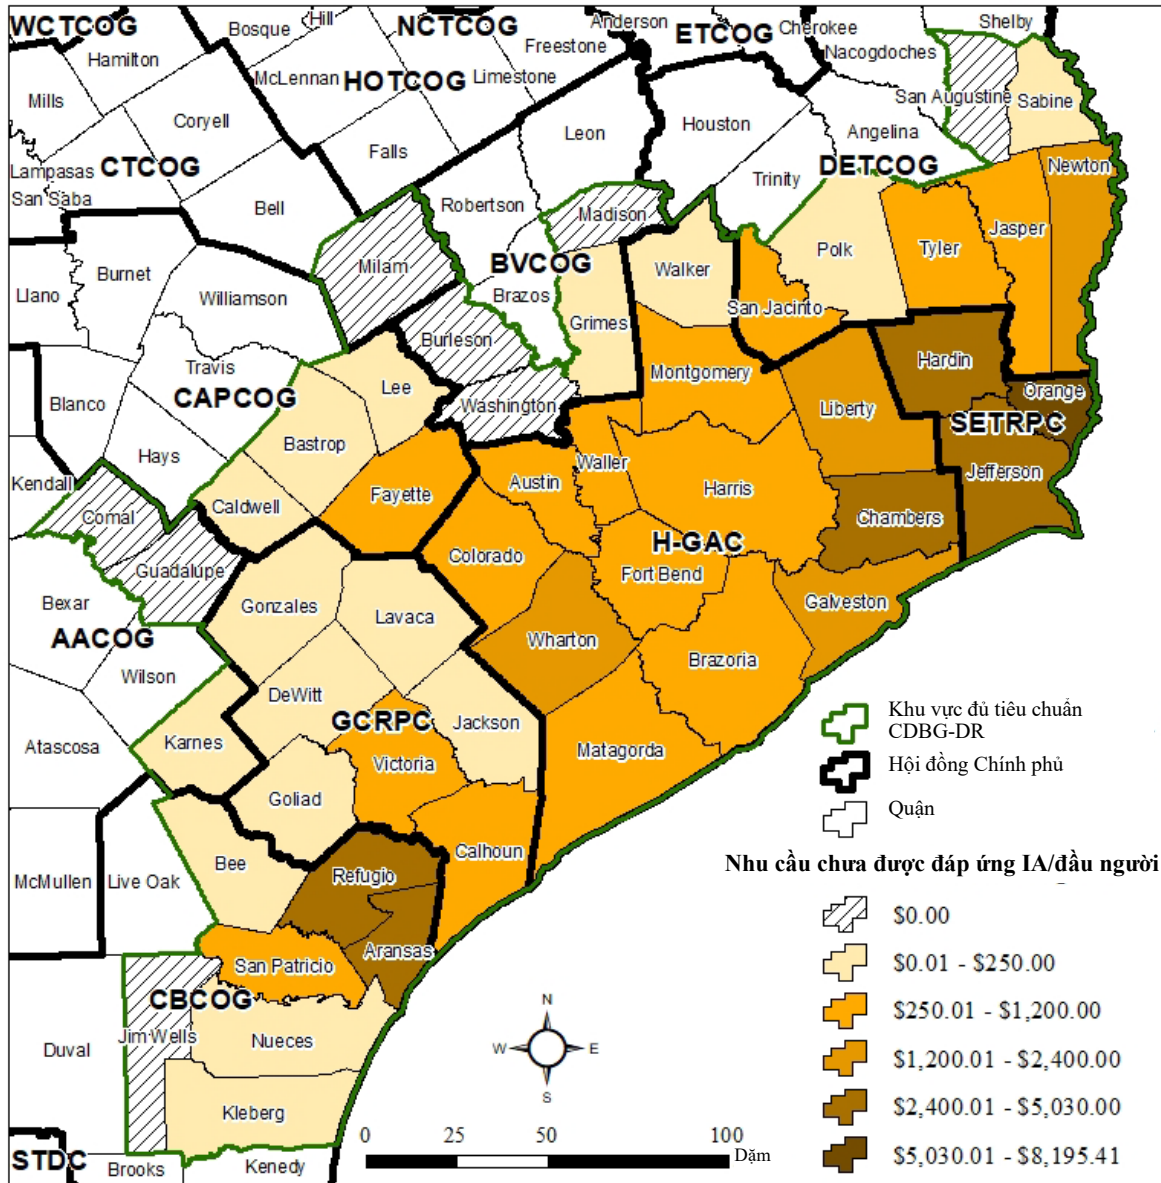 WCTCOG
Hill
Bosque
NCTCOG
Anderson
ETCOG
Cherokee
Shelby
Hamilton
Freestone
Nacogdoches
McLennan
HOTCOG
Limestone
Mills
San Augustine
Sabine
Coryell
Leon
Houston
Angelina
Falls
Lampasas
CTCOG
DETCOG
Newton
San Saba
Trinity
Bell
Robertson
Madison
Jasper
Milam
Polk
Tyler
Burnet
BVCOG
Walker
Llano
Williamson
Brazos
San Jacinto
Grimes
Burleson
Travis
Hardin
Montgomery
Lee
Orange
CAPCOG
Washington
Blanco
Liberty
SETRPC
Bastrop
Hays
Waller
Kendall
Austin
Jefferson
Fayette
Harris
Caldwell
Comal
Chambers
H-GAC
Colorado
Guadalupe
Fort Bend
Bexar
Gonzales
Galveston
Lavaca
AACOG
Wharton
Brazoria
Wilson
DeWitt
GCRPC
Jackson
Karnes
Atascosa
Matagorda
Victoria
Goliad
Calhoun
Bee
Refugio
McMullen
Live Oak
Aransas
San Patricio
CBCOG
Jim Wells
Nueces
Duval
Kleberg
STDC
Brooks
Kenedy
Khu vực đủ tiêu chuẩn
CDBG-DR
Hội đồng Chính phủ
Quận
Nhu cầu chưa được đáp ứng IA/đầu người
$0.00
$0.01 - $250.00
$250.01 - $1,200.00
$1,200.01 - $2,400.00
$2,400.01 - $5,030.00
$5,030.01 - $8,195.41
N
W
E
S
0
25
50
100
Dặm